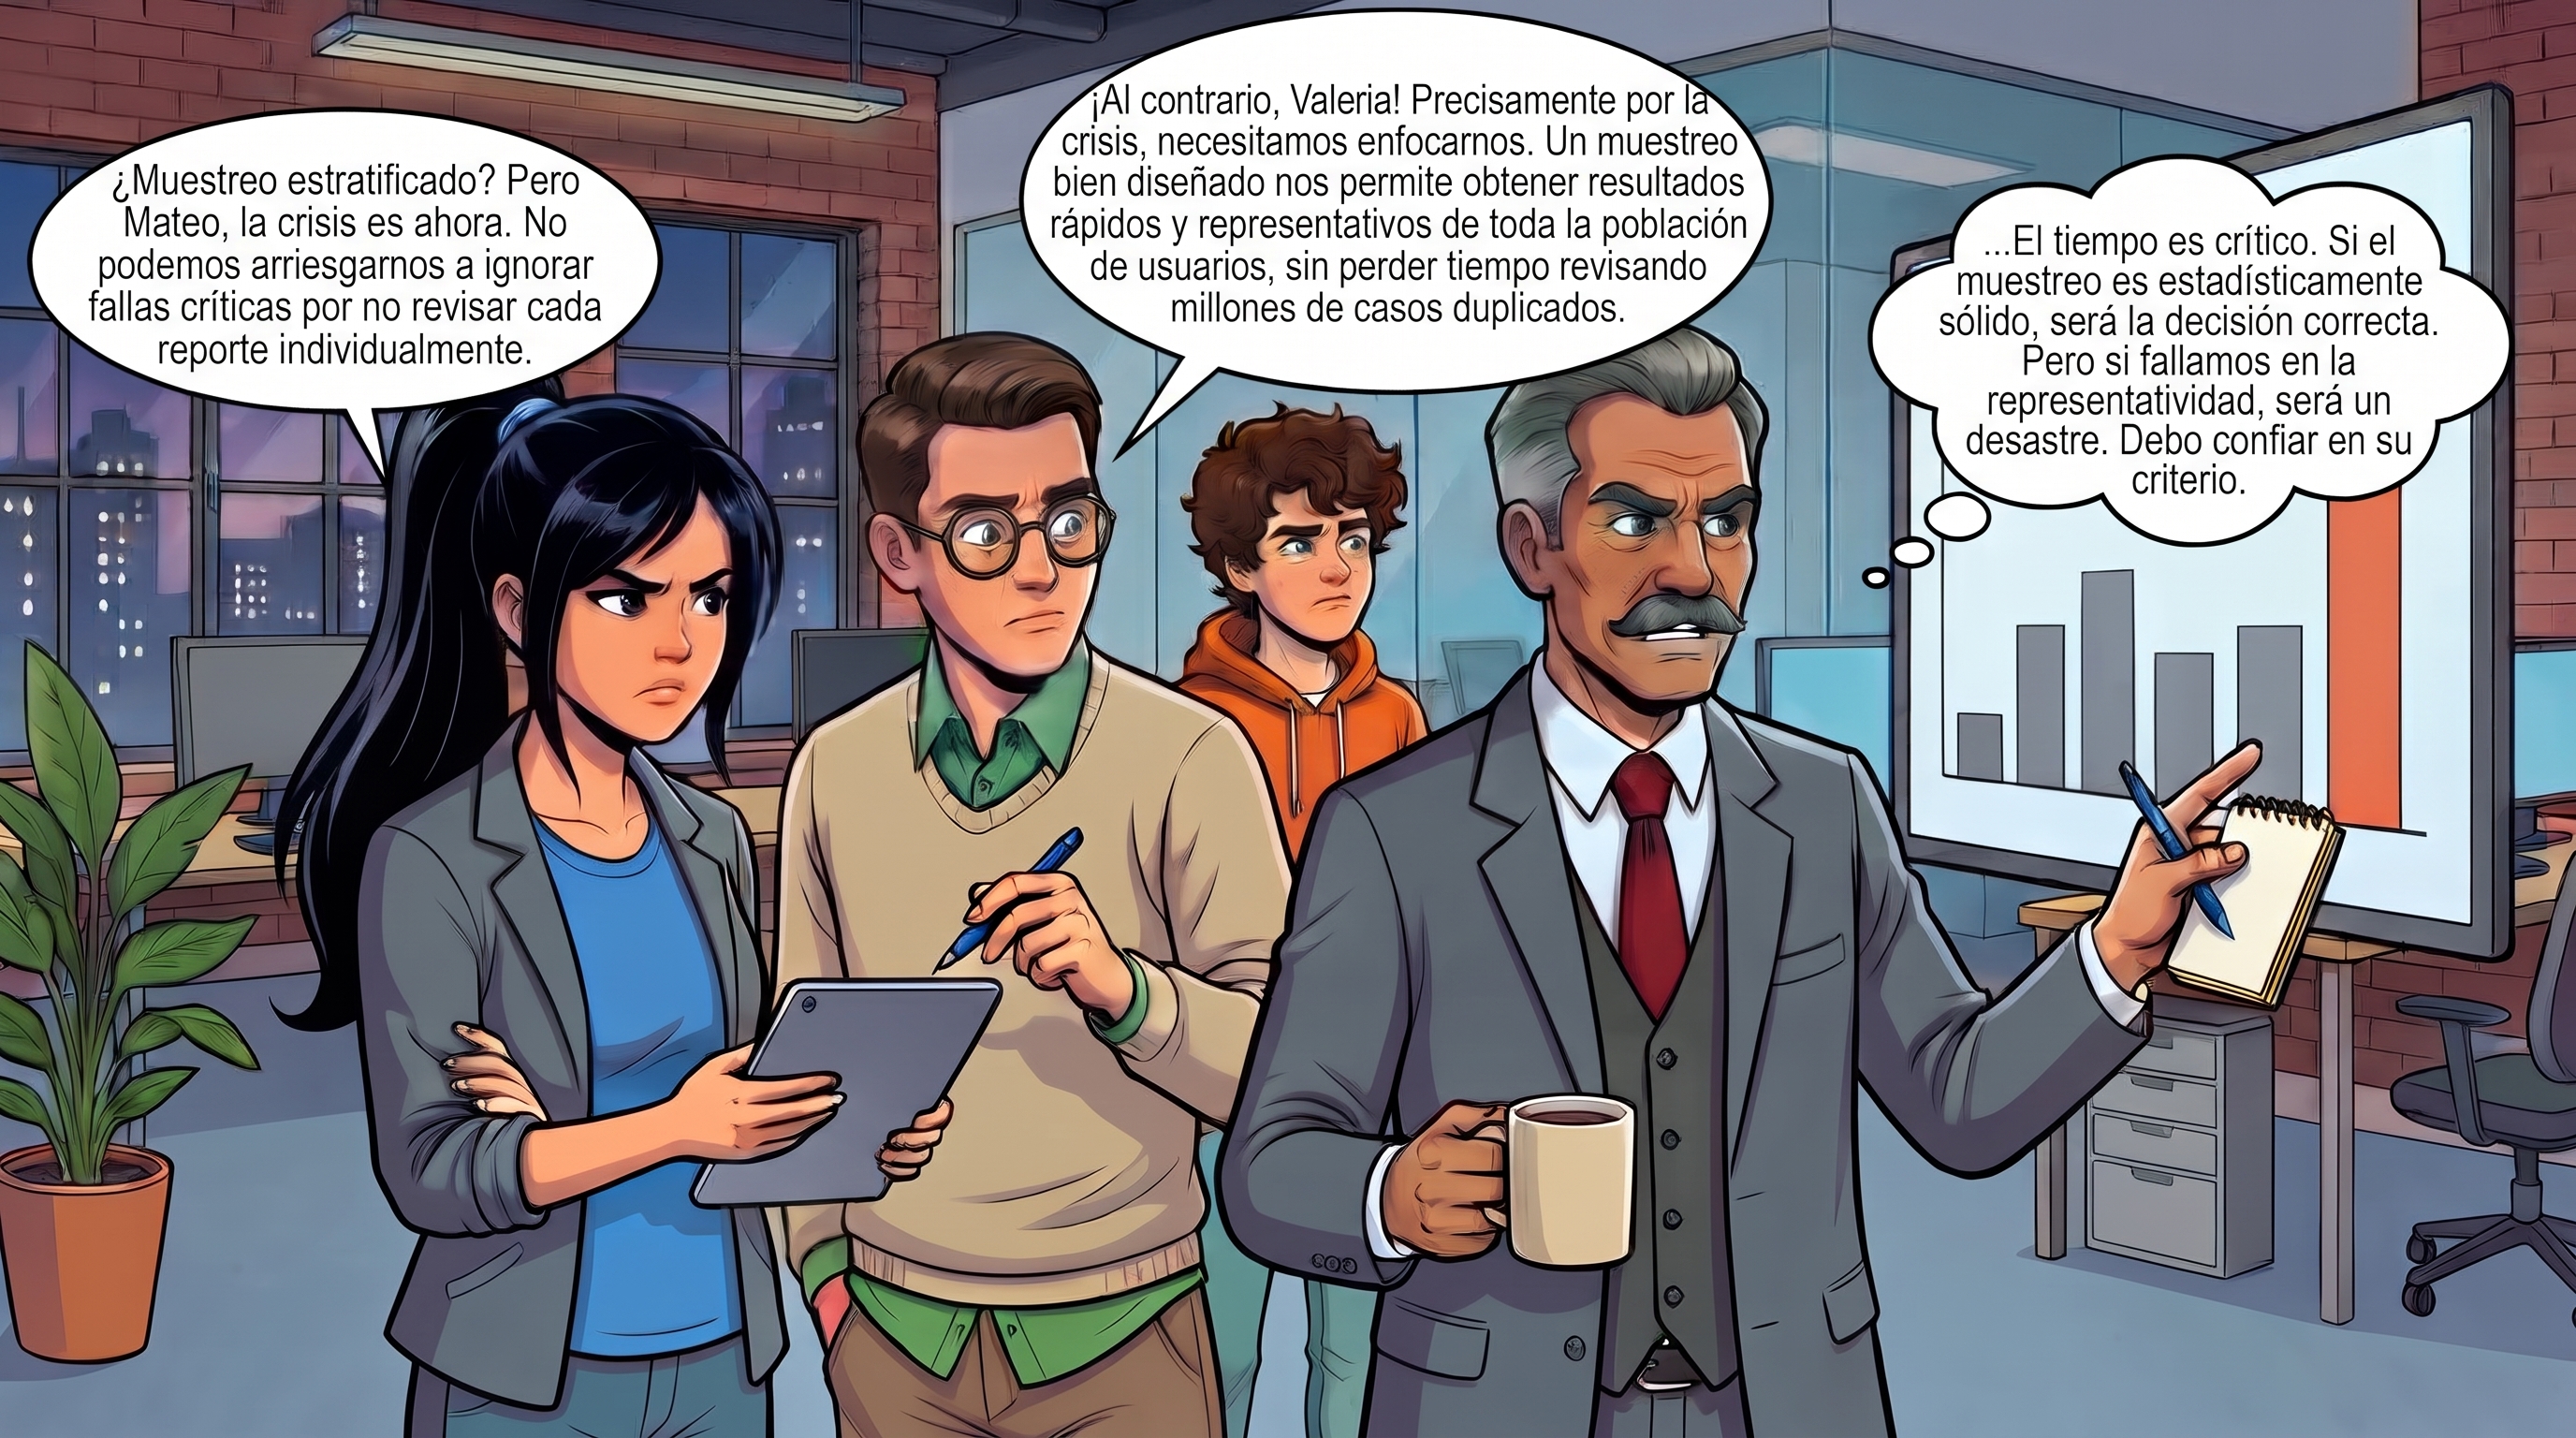 ¿Muestreo estratificado? Pero
Mateo, la crisis es ahora. No
podemos arriesgarnos a ignorar
fallas críticas por no revisar cada
reporte individualmente.
¡Al contrario, Valeria! Precisamente por la
crisis, necesitamos enfocarnos. Un muestreo
bien diseñado nos permite obtener resultados
rápidos y representativos de toda la población
de usuarios, sin perder tiempo revisando
millones de casos duplicados.
...El tiempo es crítico. Si el
muestreo es estadísticamente
sólido, será la decisión correcta.
Pero si fallamos en la
representatividad, será un
desastre. Debo confiar en su
criterio.